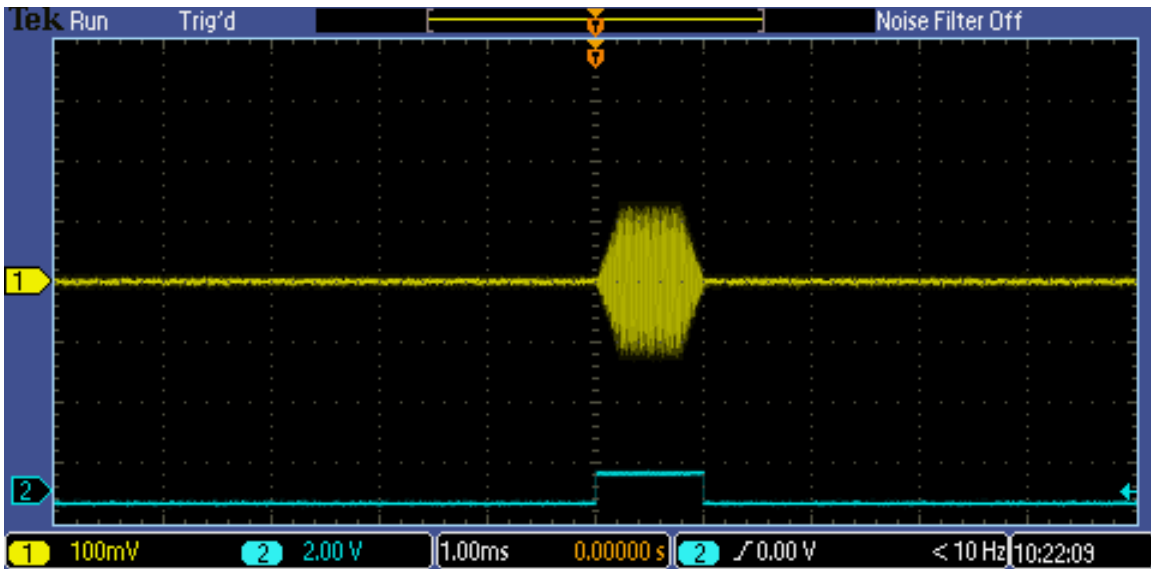 Tek Run Trig'd Noise Filter Off
T
T
1
2
1 100mV 2 2.00 V 1.00ms 0.00000 s 2 0.00 V < 10 Hz 10:22:09